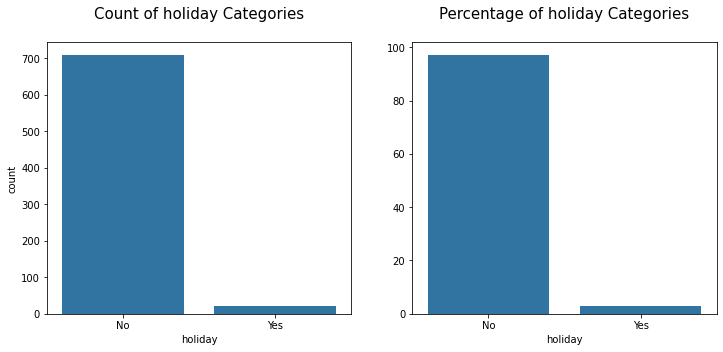 Count of holiday Categories
700
600
500
400
300
200
100
0
count
No
Yes
holiday
Percentage of holiday Categories
100
80
60
40
20
0
No
Yes
holiday